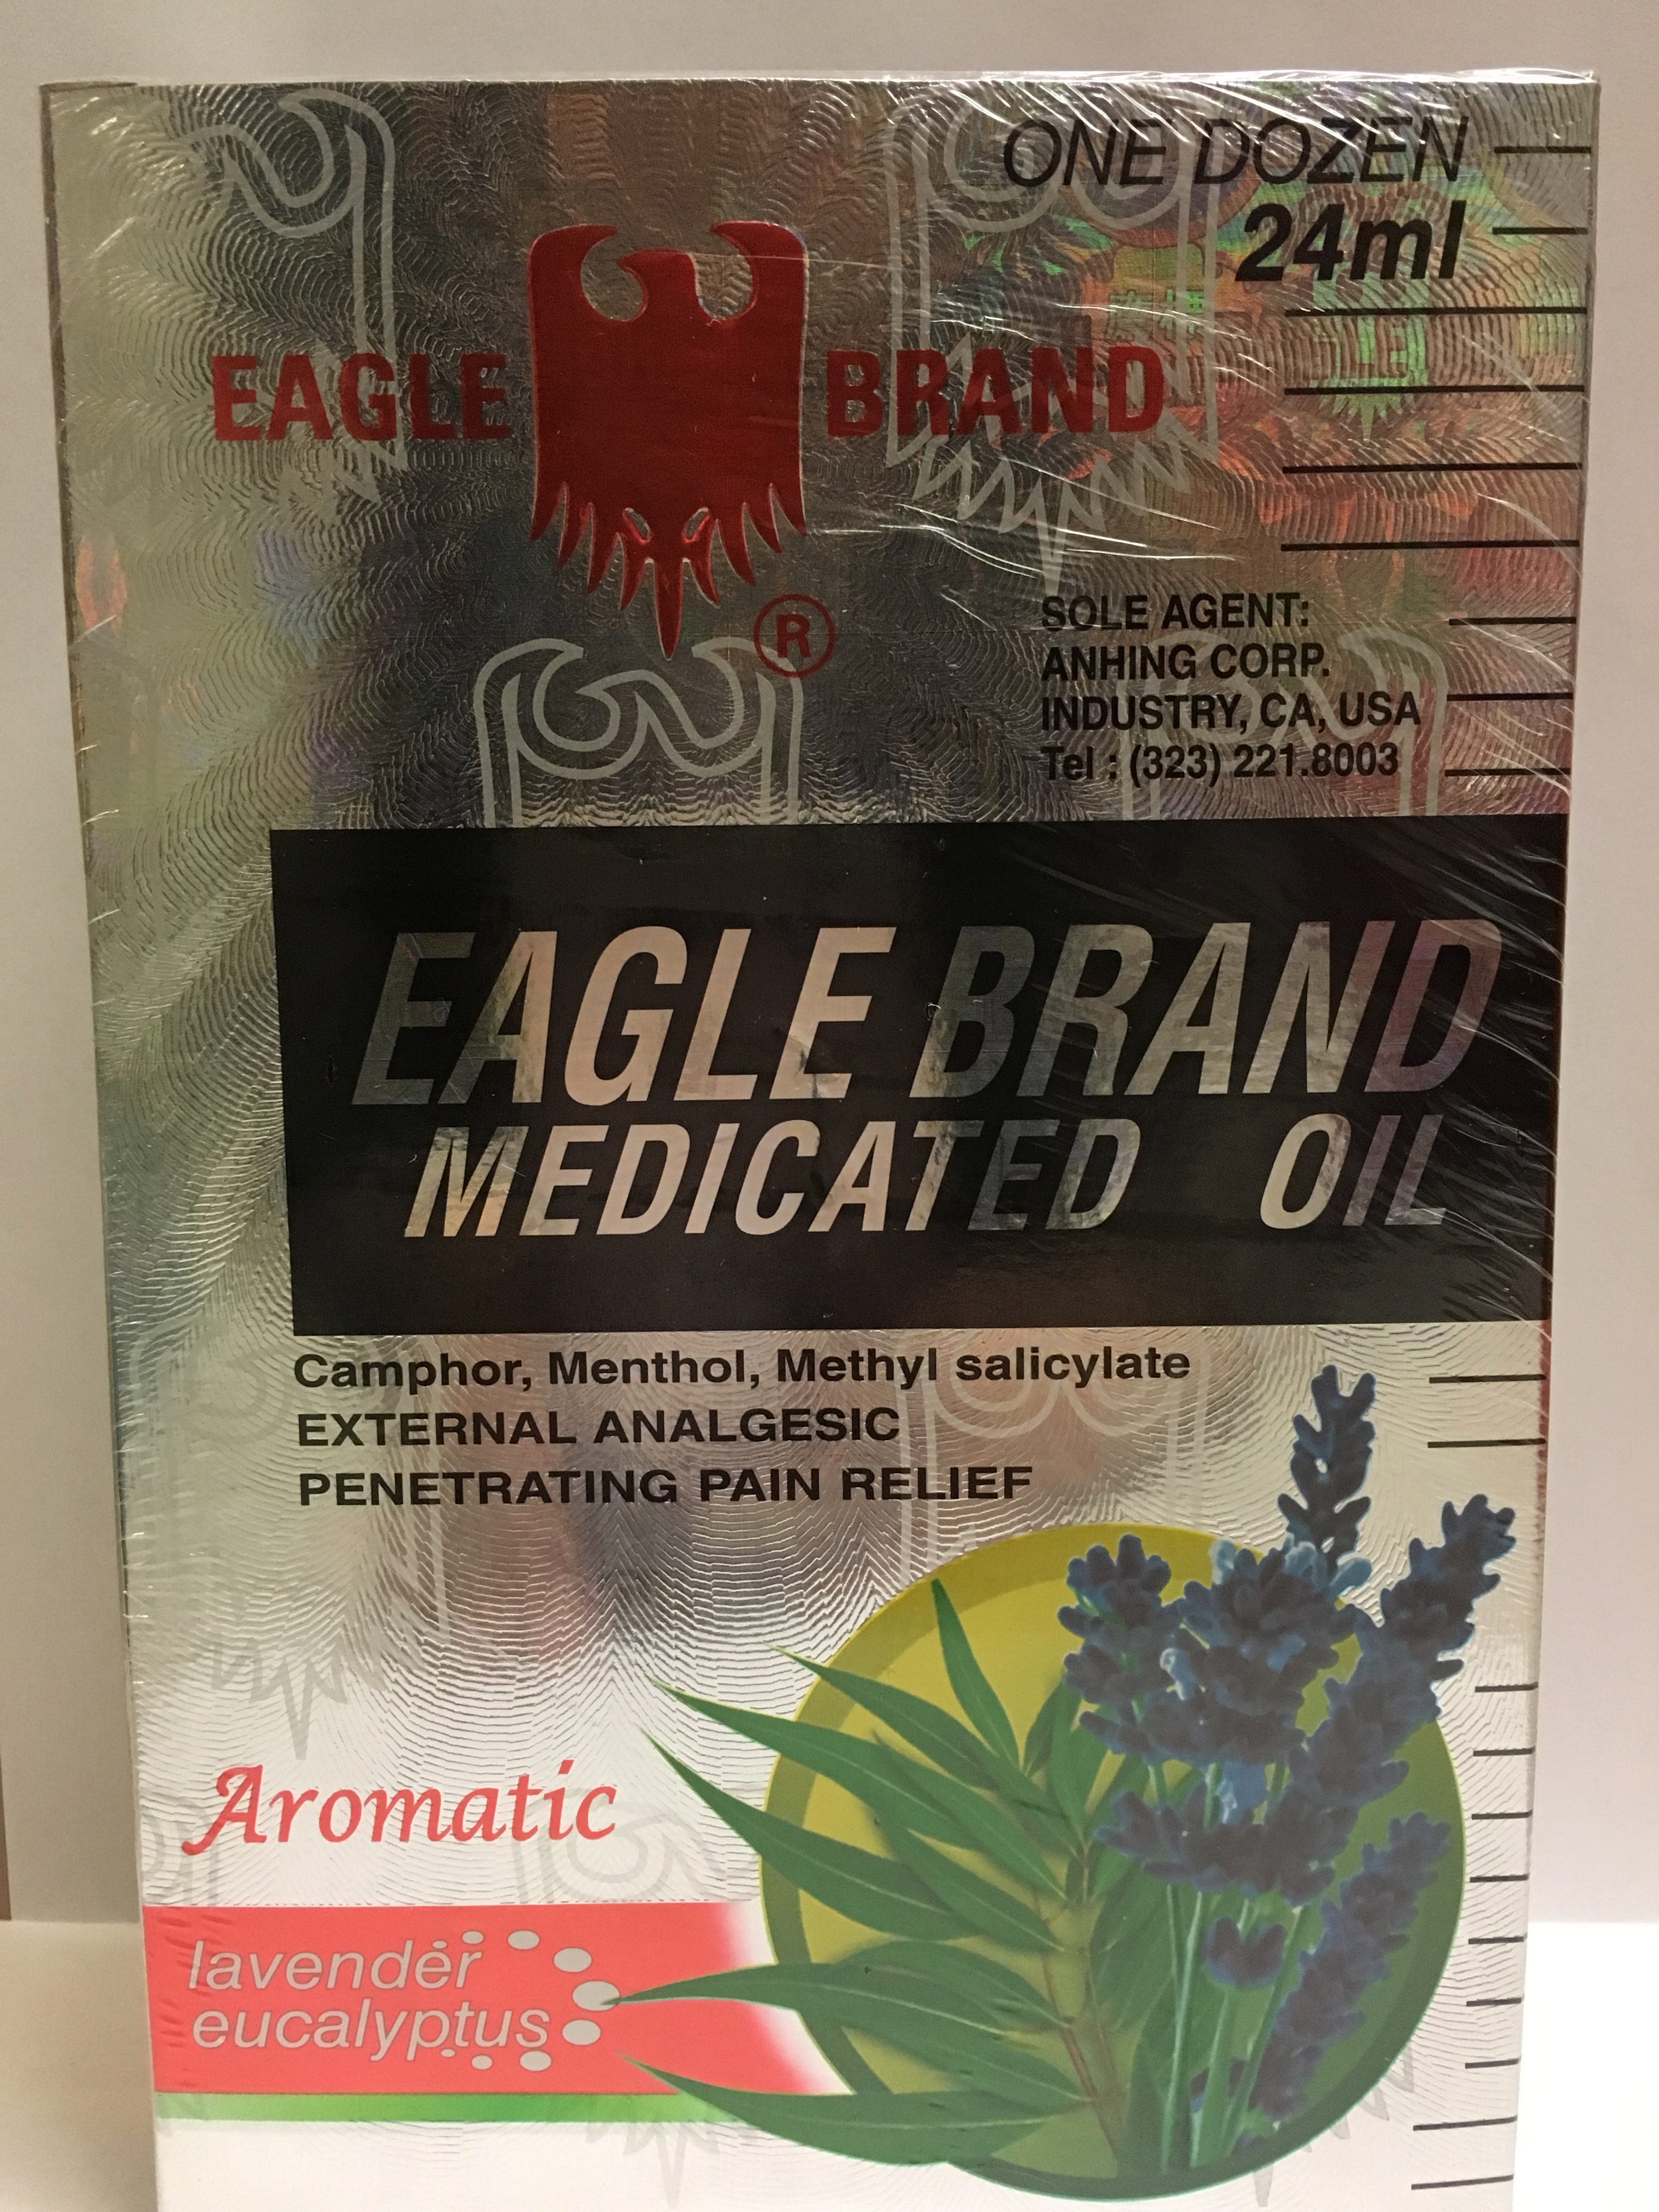 ONE DOZEN
24ml
EAGLE BRAND
®
SOLE AGENT:
ANHING CORP.
INDUSTRY, CA, USA
Tel : (323) 221.8003
EAGLE BRAND
MEDICATED OIL
Camphor, Menthol, Methyl salicylate
EXTERNAL ANALGESIC
PENETRATING PAIN RELIEF
Aromatic
lavender
eucalyptus